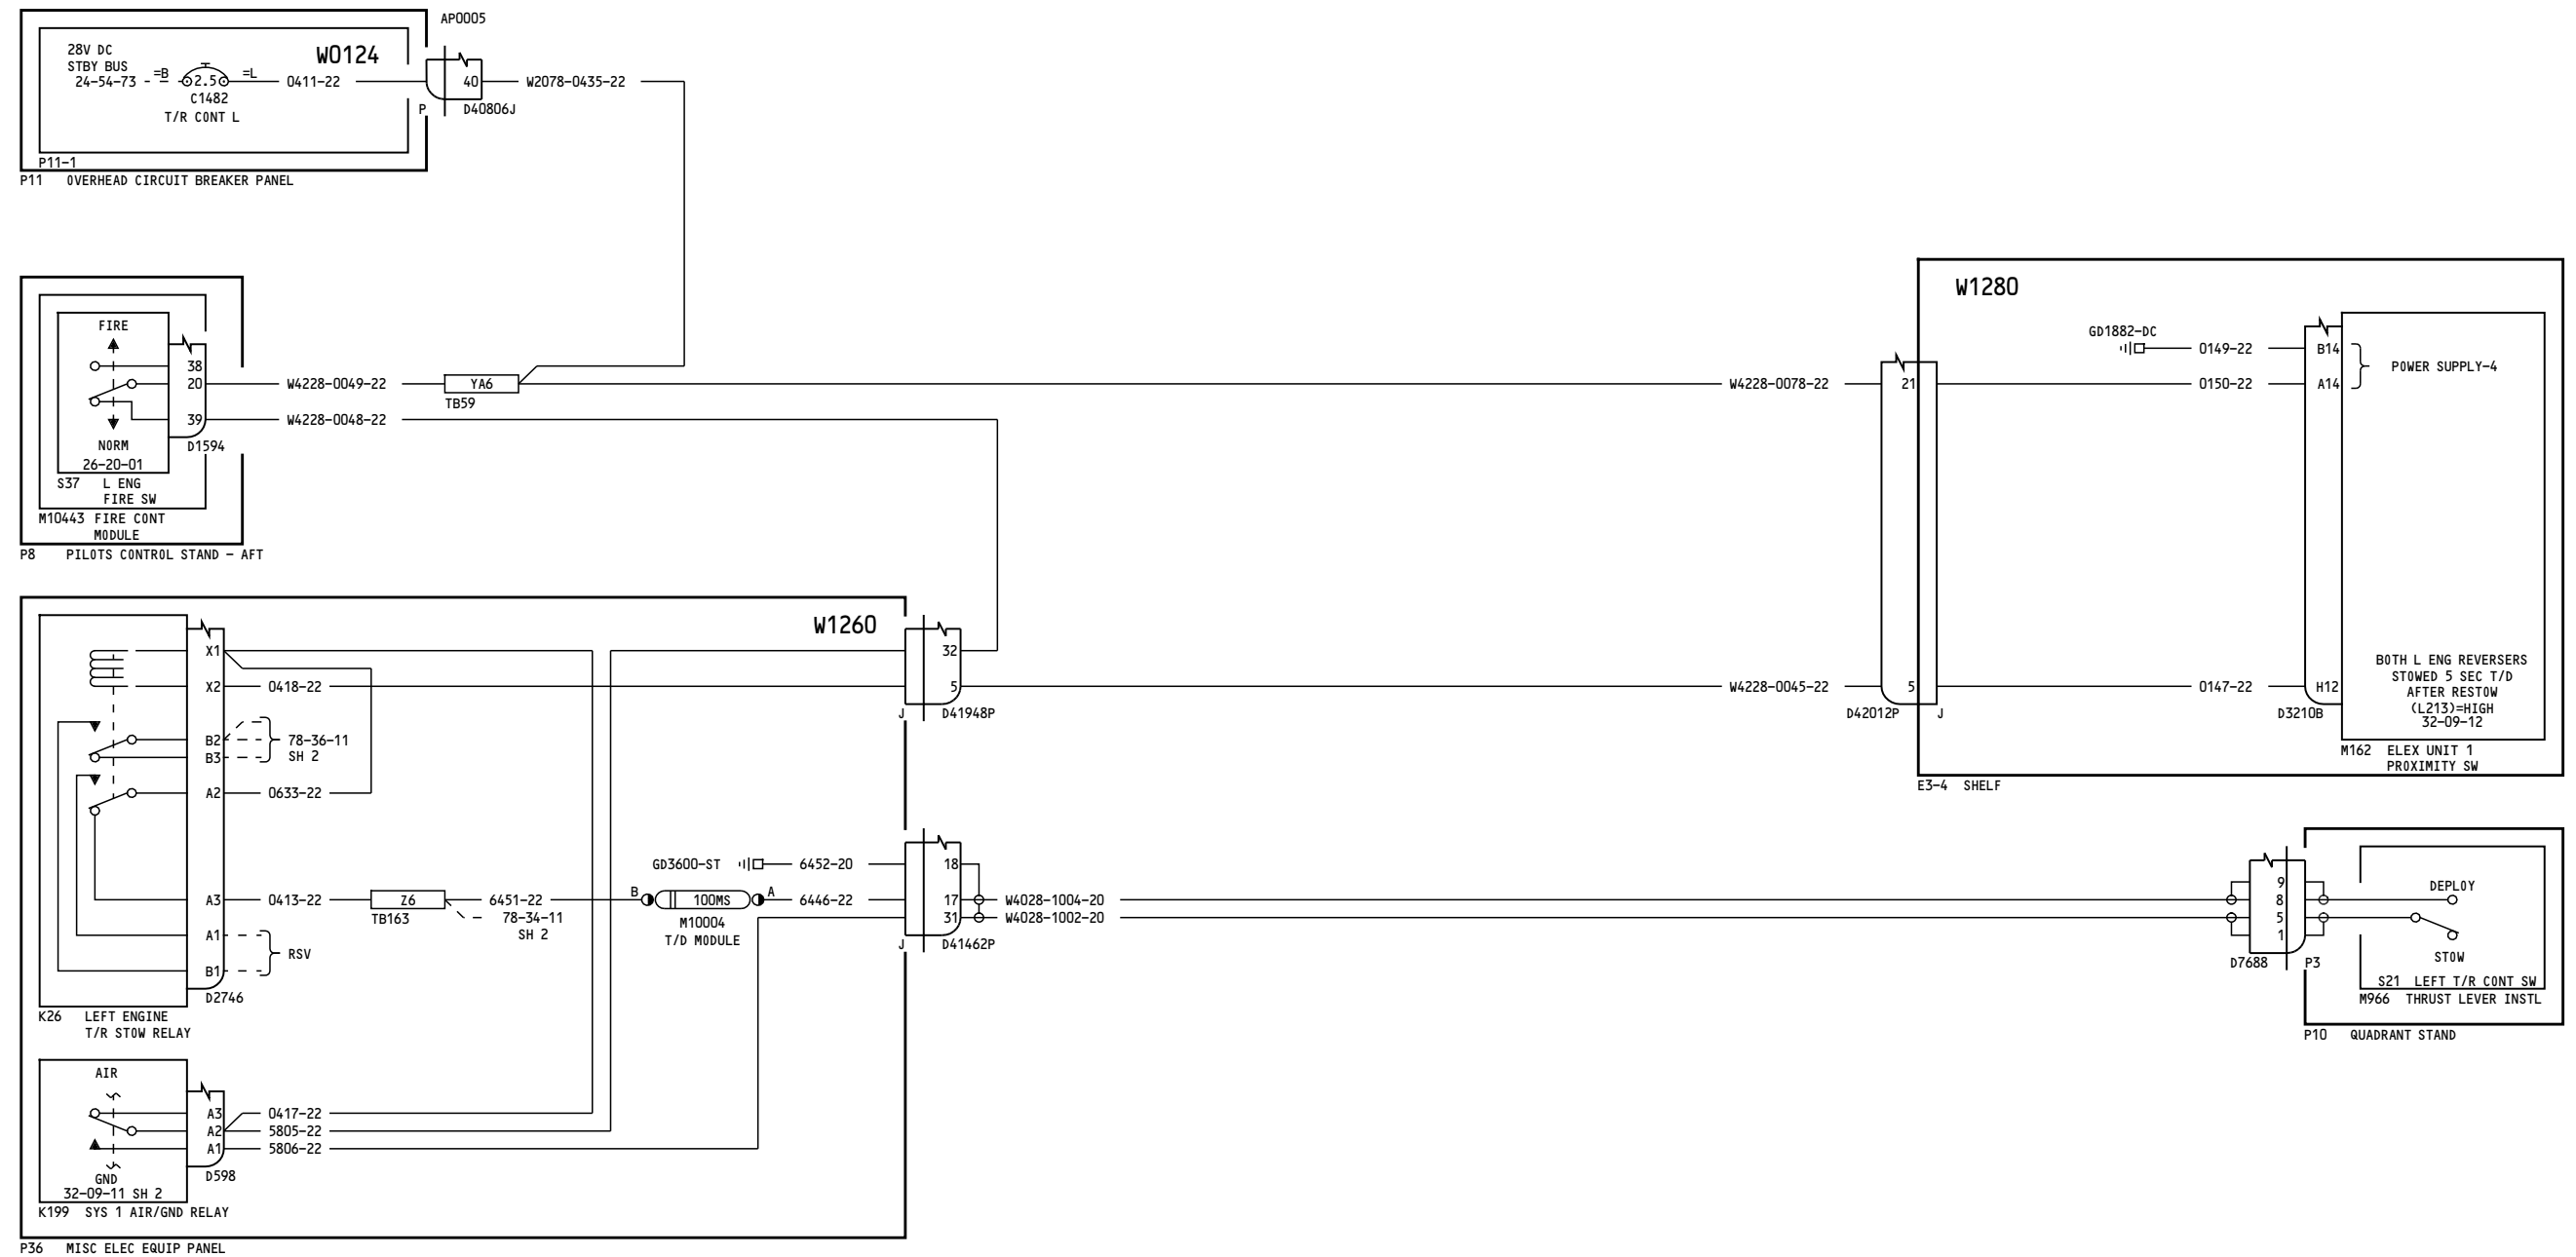 AP0005
28V DC
STBY BUS
24-54-73
=B
2.5
=L
0411-22
W0124
C1482
T/R CONT L
40
W2078-0435-22
P
D40806J
P11-1
P11 OVERHEAD CIRCUIT BREAKER PANEL
FIRE
38
20
39
W4228-0049-22
YA6
TB59
W4228-0048-22
NORM
D1594
26-20-01
S37 L ENG
FIRE SW
M10443 FIRE CONT
MODULE
P8 PILOTS CONTROL STAND - AFT
W4228-0078-22
21
W1280
GD1882-DC
0149-22
B14
POWER SUPPLY-4
0150-22
A14
W4228-0045-22
5
D42012P
J
0147-22
H12
D3210B
BOTH L ENG REVERSERS
STOWED 5 SEC T/D
AFTER RESTOW
(L213)=HIGH
32-09-12
M162 ELEX UNIT 1
PROXIMITY SW
E3-4 SHELF
W1260
X1
X2
0418-22
32
5
J
D41948P
B2
B3
78-36-11
SH 2
A2
0633-22
GD3600-ST
6452-20
18
A3
0413-22
Z6
TB163
6451-22
78-34-11
SH 2
B
100MS
A
M10004
T/D MODULE
6446-22
17
31
W4028-1004-20
W4028-1002-20
J
D41462P
A1
B1
RSV
D2746
K26 LEFT ENGINE
T/R STOW RELAY
9
8
5
1
D7688
P3
DEPLOY
STOW
S21 LEFT T/R CONT SW
M966 THRUST LEVER INSTL
P10 QUADRANT STAND
AIR
A3
0417-22
A2
5805-22
A1
5806-22
GND
D598
32-09-11 SH 2
K199 SYS 1 AIR/GND RELAY
P36 MISC ELEC EQUIP PANEL